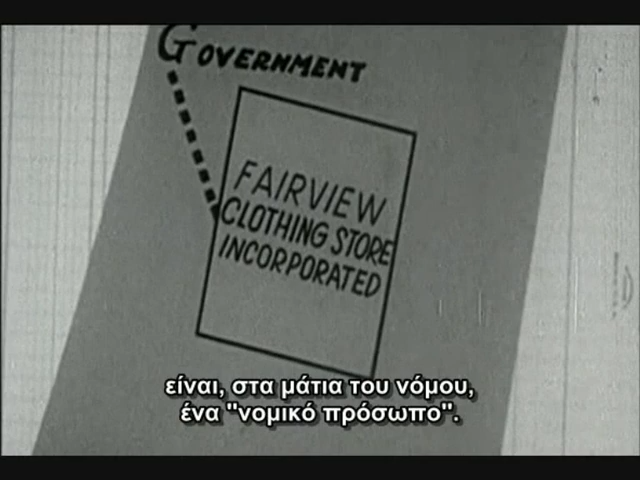 GOVERNMENT
FAIRVIEW
CLOTHING STORE
INCORPORATED
είναι, στα μάτια του νόμου,
ένα "νομικό πρόσωπο".